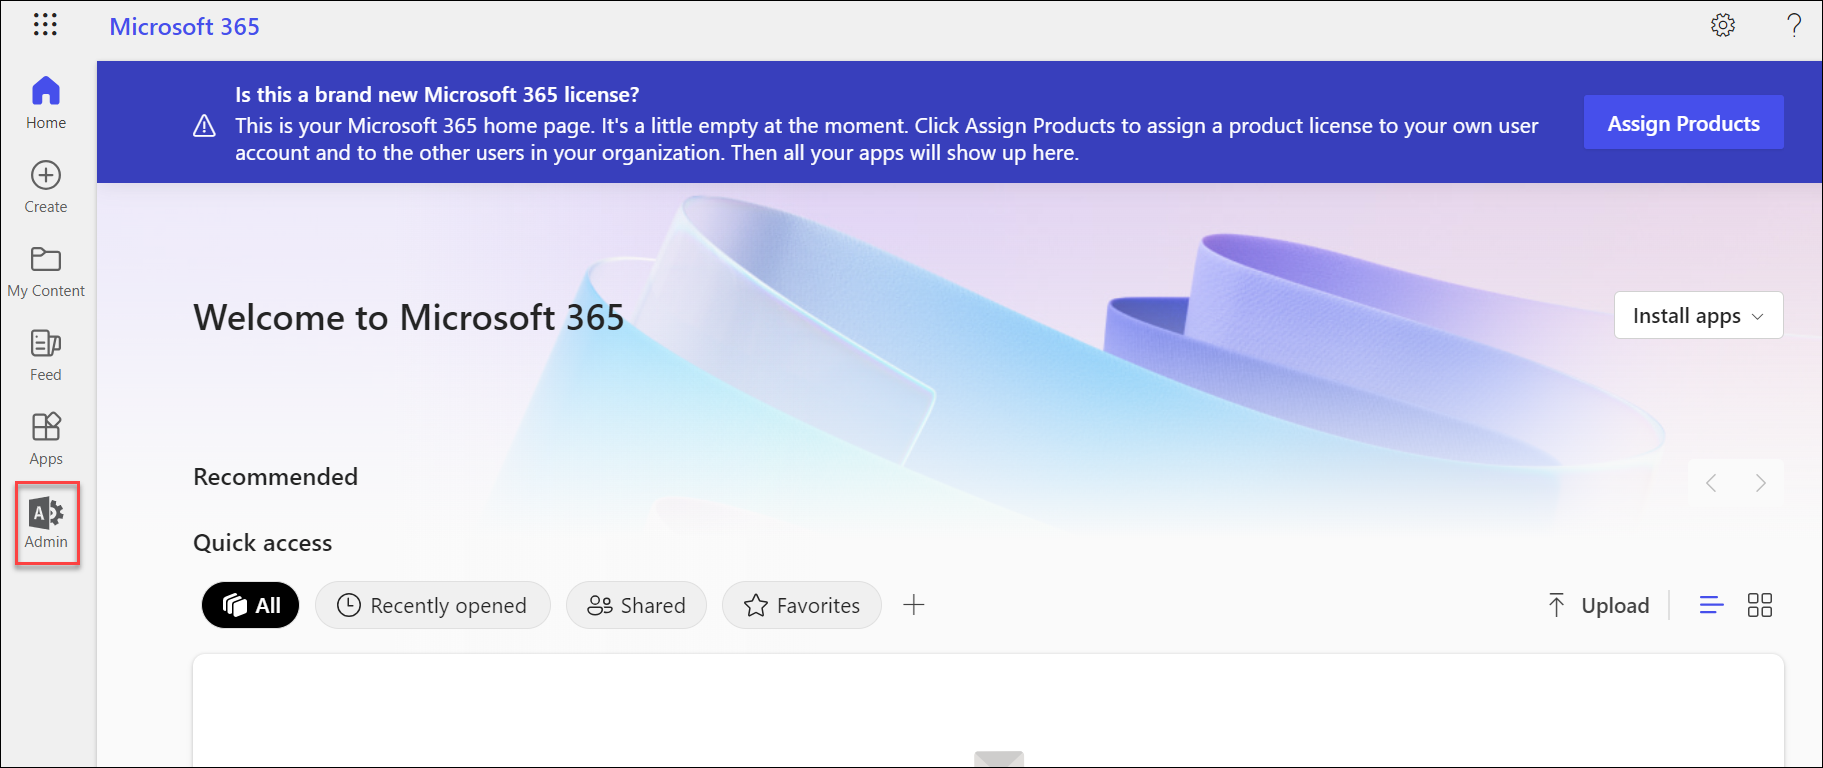 Microsoft 365
Home
Create
My Content
Feed
Apps
Admin
Is this a brand new Microsoft 365 license?
This is your Microsoft 365 home page. It's a little empty at the moment. Click Assign Products to assign a product license to your own user
account and to the other users in your organization. Then all your apps will show up here.
Assign Products
Welcome to Microsoft 365
Install apps
Recommended
Quick access
All
Recently opened
Shared
Favorites
Upload